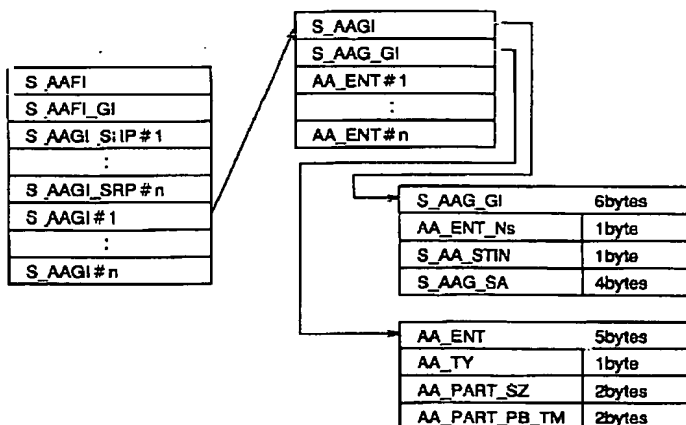 S_AAFI
S_AAFI_GI
S_AAGI_SRP#1
:
S_AAGI_SRP#n
S_AAGI#1
:
S_AAGI#n
S_AAGI
S_AAG_GI
AA_ENT#1
:
AA_ENT#n
S_AAG_GI 6bytes
AA_ENT_Ns 1byte
S_AA_STIN 1byte
S_AAG_SA 4bytes
AA_ENT 5bytes
AA_TY 1byte
AA_PART_SZ 2bytes
AA_PART_PB_TM 2bytes